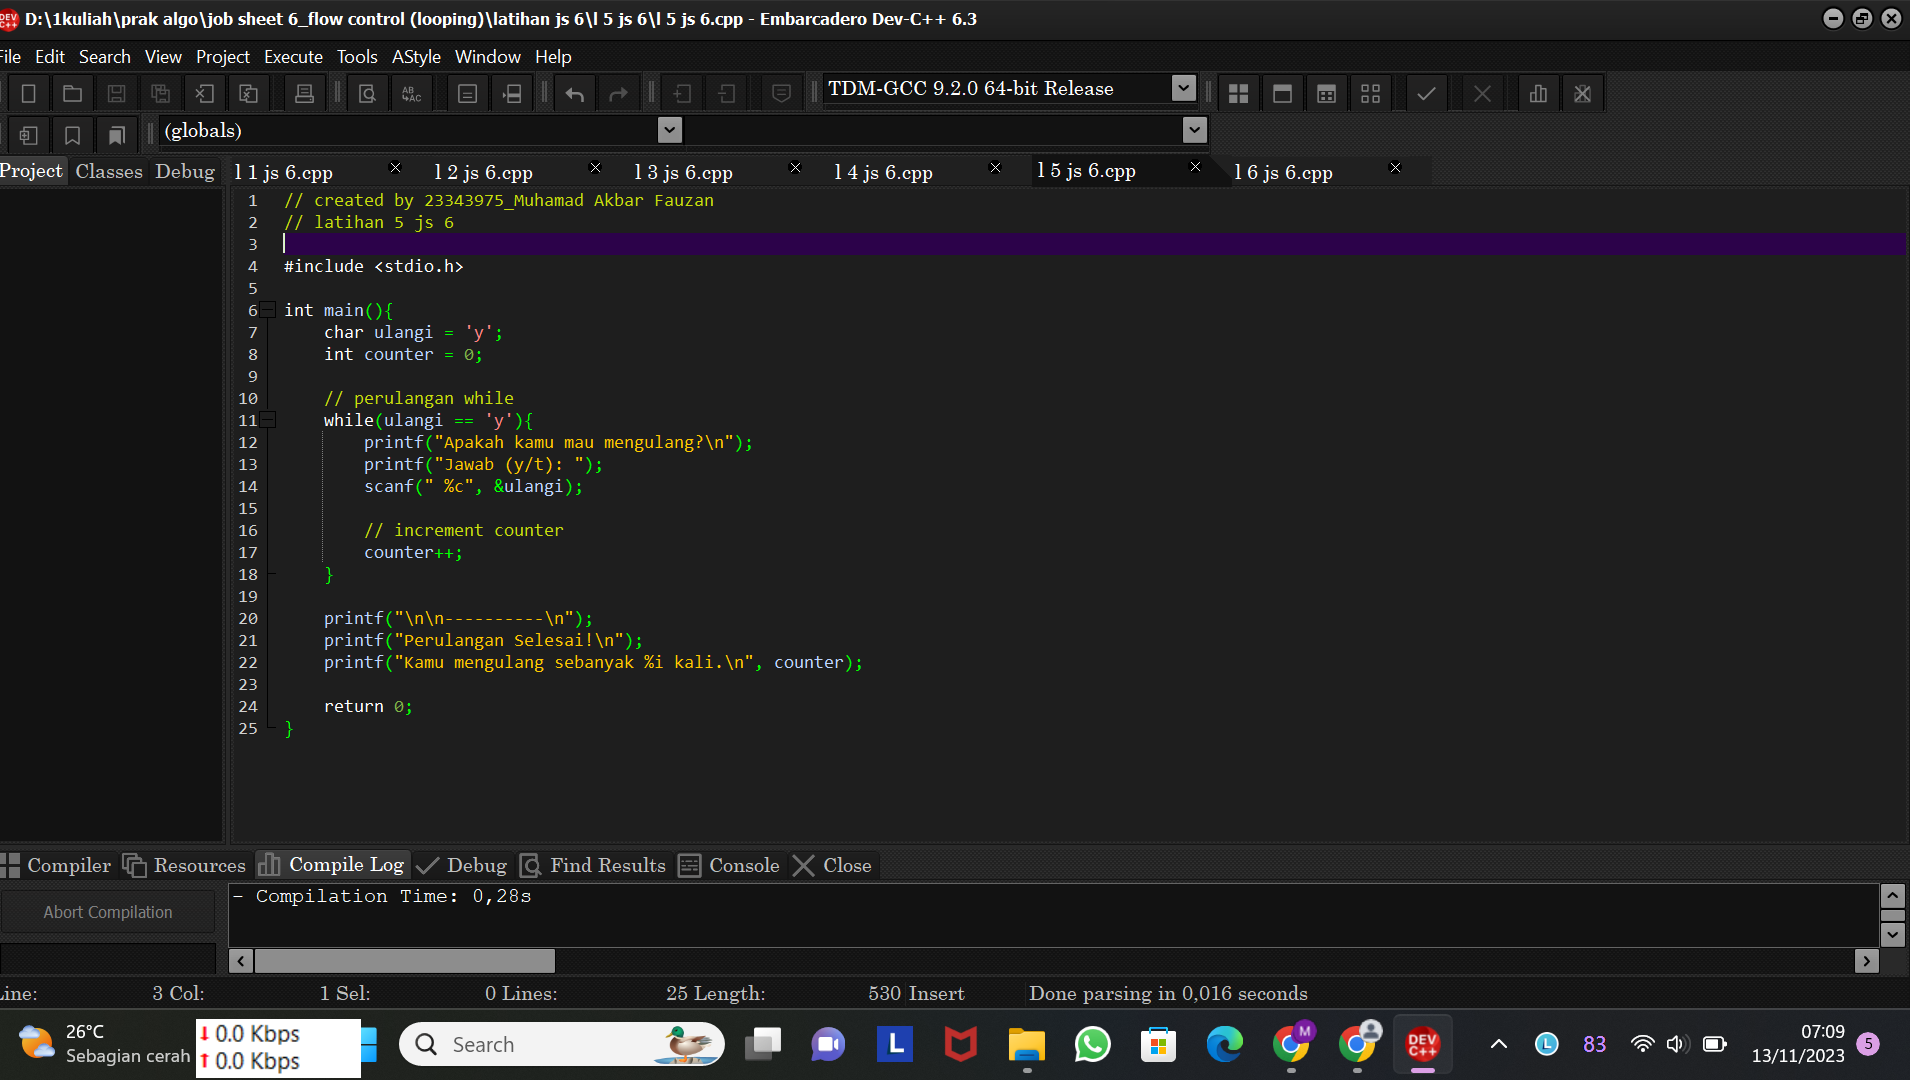 D:\1kuliah\prak algo\job sheet 6_flow control (looping)\latihan js 6\l 5 js 6\l 5 js 6.cpp - Embarcadero Dev-C++ 6.3
File Edit Search View Project Execute Tools AStyle Window Help
TDM-GCC 9.2.0 64-bit Release
(globals)
Project Classes Debug l 1 js 6.cpp l 2 js 6.cpp l 3 js 6.cpp l 4 js 6.cpp l 5 js 6.cpp l 6 js 6.cpp
1 // created by 23343975_Muhamad Akbar Fauzan
2 // latihan 5 js 6
3
4 #include <stdio.h>
5
6 int main(){
7 char ulangi = 'y';
8 int counter = 0;
9
10 // perulangan while
11 while(ulangi == 'y'){
12 printf("Apakah kamu mau mengulang?\n");
13 printf("Jawab (y/t): ");
14 scanf(" %c", &ulangi);
15
16 // increment counter
17 counter++;
18 }
19
20 printf("\n\n----------\n");
21 printf("Perulangan Selesai!\n");
22 printf("Kamu mengulang sebanyak %i kali.\n", counter);
23
24 return 0;
25 }
Compiler Resources Compile Log Debug Find Results Console Close
Abort Compilation
- Compilation Time: 0,28s
Line: 3 Col: 1 Sel: 0 Lines: 25 Length: 530 Insert Done parsing in 0,016 seconds
26°C
Sebagian cerah
0.0 Kbps
0.0 Kbps
Search
L
M
DEV C++
L
83
07:09
13/11/2023
5